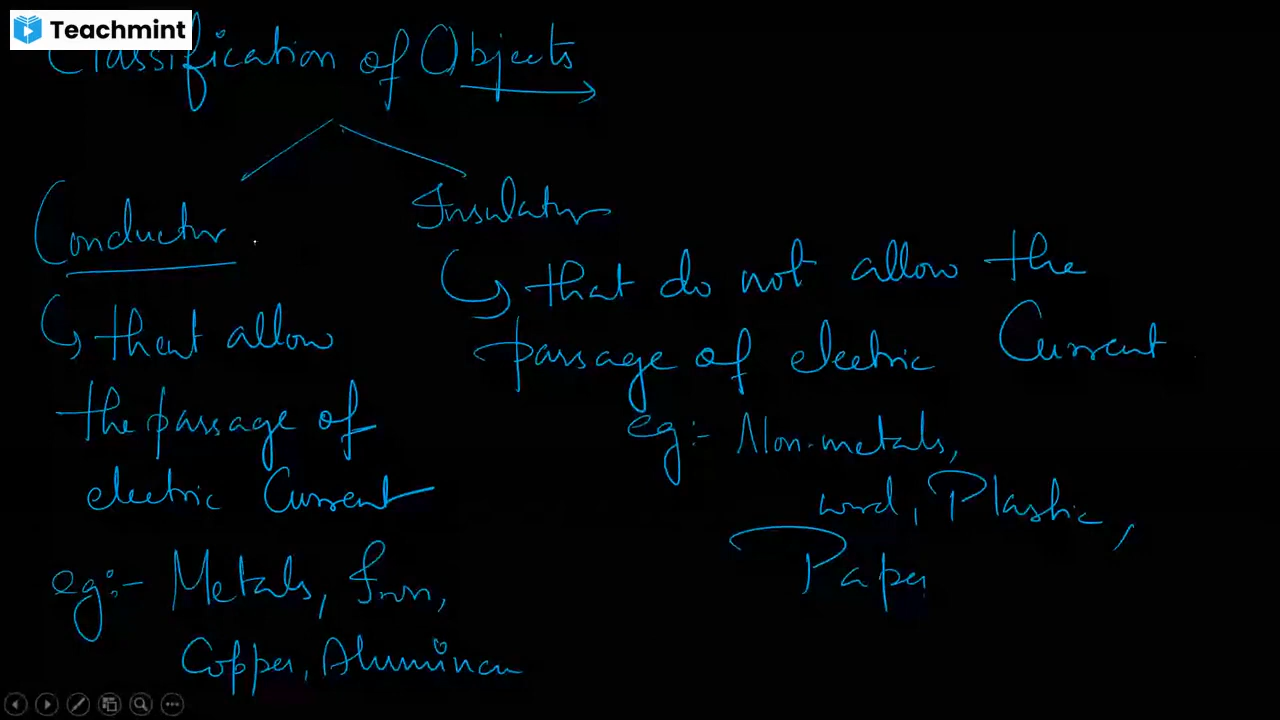 Teachmint
Classification of Objects
Conductor
Insulator
that allow
the passage of
electric Current
eg:- Metals, Iron,
Copper, Aluminum
that do not allow the
passage of electric Current
eg:- Non-metals,
wood, Plastic,
Paper